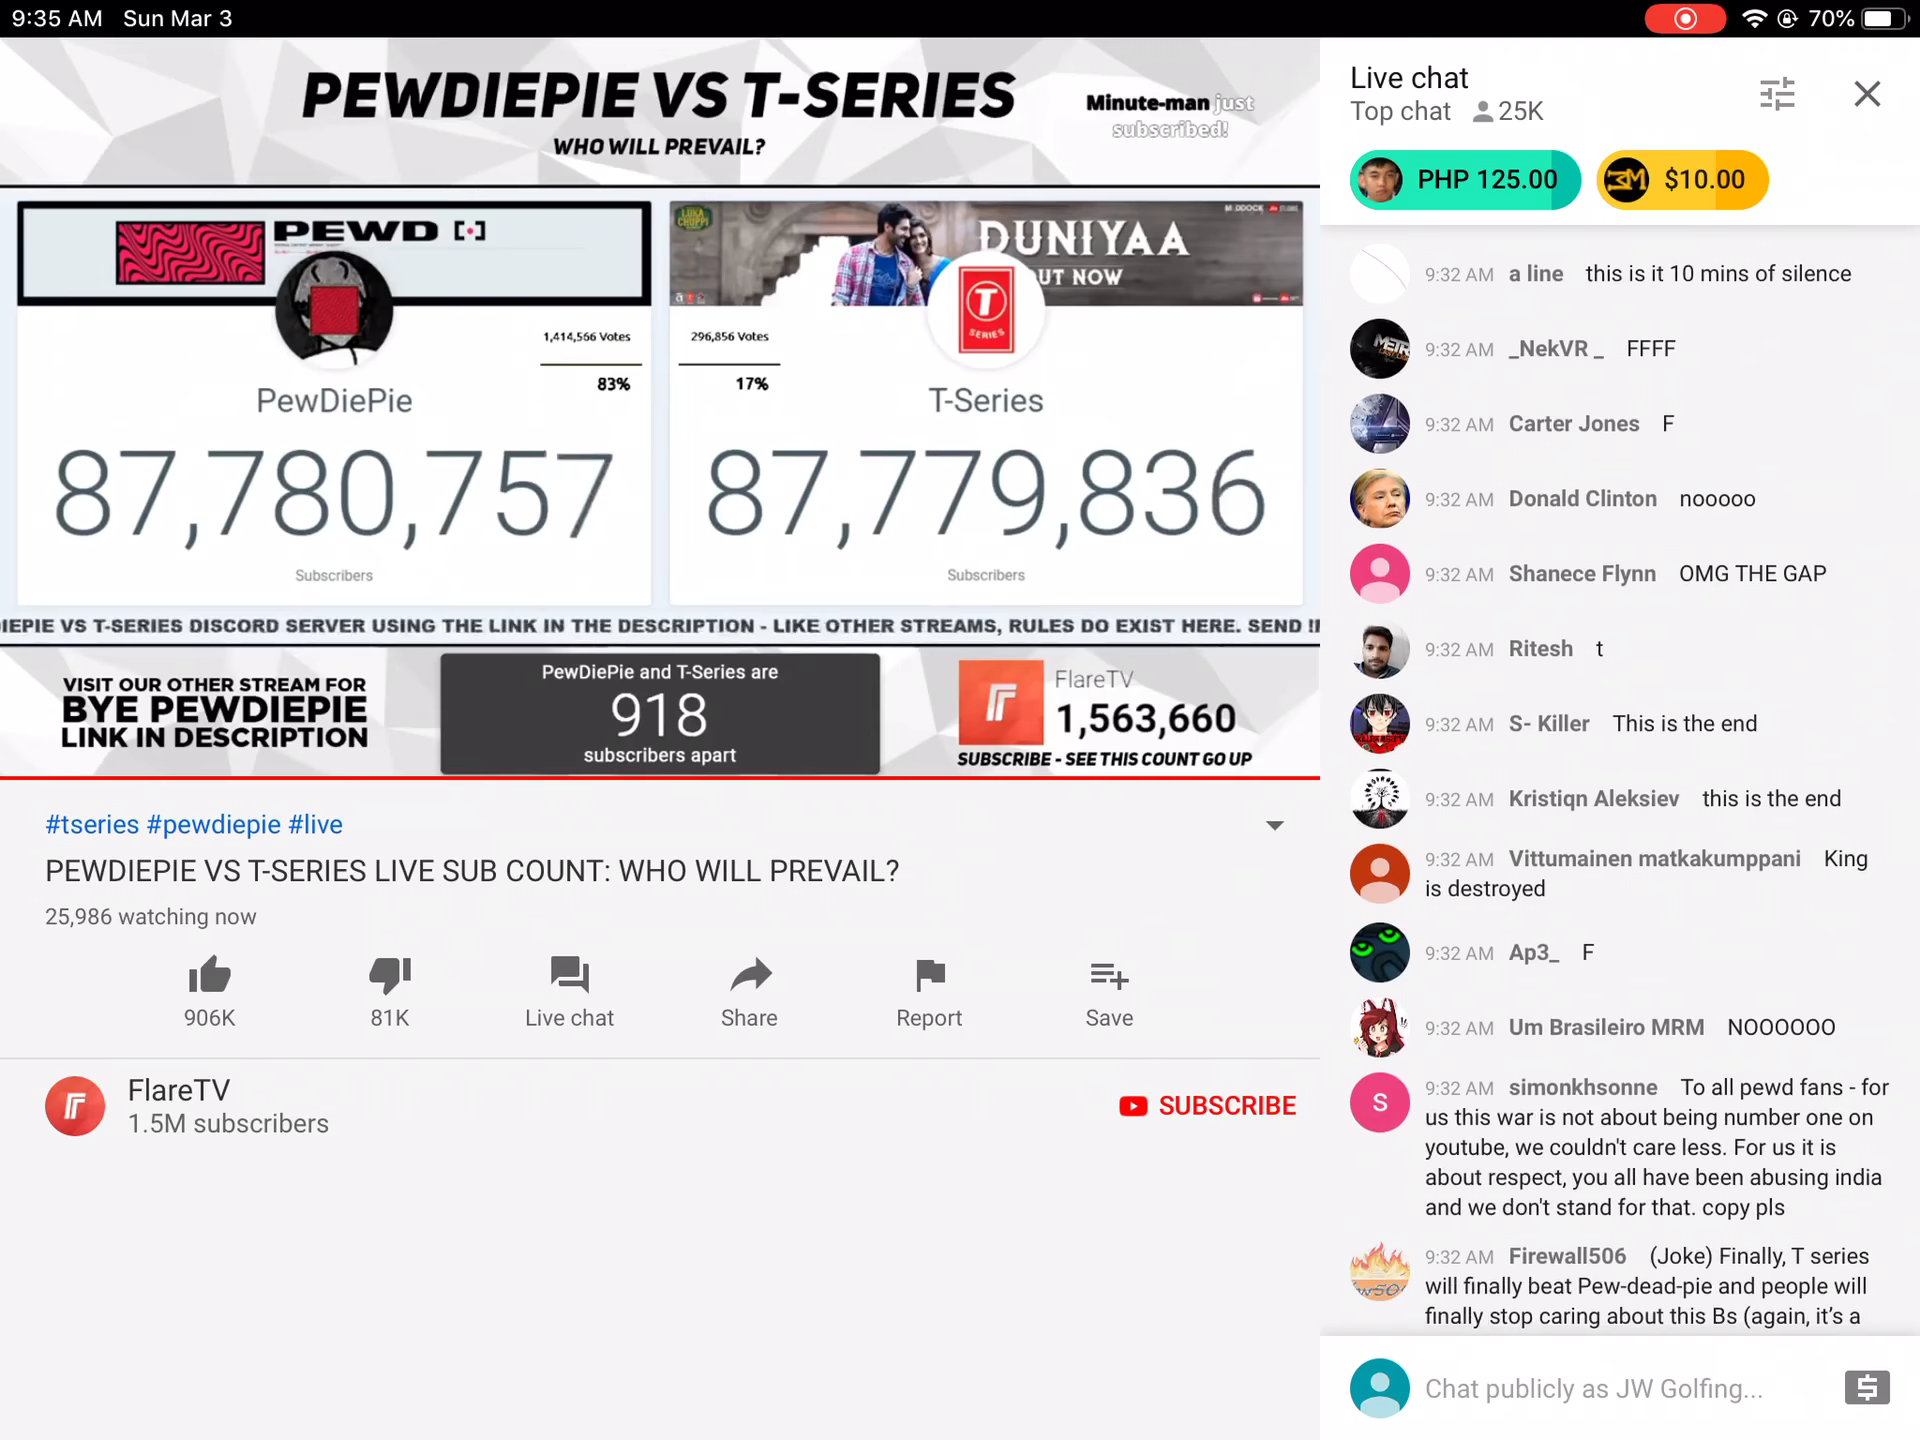 9:35 AM Sun Mar 3
70%
PEWDIEPIE VS T-SERIES
WHO WILL PREVAIL?
Minute-man just
subscribed!
PEWD
1,414,566 Votes
83%
PewDiePie
87,780,757
Subscribers
LUKA
CHUPPI
DUNIYAA
OUT NOW
T
SERIES
296,856 Votes
17%
T-Series
87,779,836
Subscribers
IEPIE VS T-SERIES DISCORD SERVER USING THE LINK IN THE DESCRIPTION - LIKE OTHER STREAMS, RULES DO EXIST HERE. SEND
VISIT OUR OTHER STREAM FOR
BYE PEWDIEPIE
LINK IN DESCRIPTION
PewDiePie and T-Series are
918
subscribers apart
FlareTV
1,563,660
SUBSCRIBE - SEE THIS COUNT GO UP
#tseries #pewdiepie #live
PEWDIEPIE VS T-SERIES LIVE SUB COUNT: WHO WILL PREVAIL?
25,986 watching now
906K
81K
Live chat
Share
Report
Save
FlareTV
1.5M subscribers
SUBSCRIBE
Live chat
Top chat 25K
PHP 125.00
$10.00
9:32 AM a line this is it 10 mins of silence
9:32 AM _NekVR _ FFFF
9:32 AM Carter Jones F
9:32 AM Donald Clinton nooooo
9:32 AM Shanece Flynn OMG THE GAP
9:32 AM Ritesh t
9:32 AM S- Killer This is the end
9:32 AM Kristiqn Aleksiev this is the end
9:32 AM Vittumainen matkakumppani King
is destroyed
9:32 AM Ap3_ F
9:32 AM Um Brasileiro MRM NOOOOOO
S
9:32 AM simonkhsonne To all pewd fans - for
us this war is not about being number one on
youtube, we couldn't care less. For us it is
about respect, you all have been abusing india
and we don't stand for that. copy pls
9:32 AM Firewall506 (Joke) Finally, T series
will finally beat Pew-dead-pie and people will
finally stop caring about this Bs (again, it's a
Chat publicly as JW Golfing...